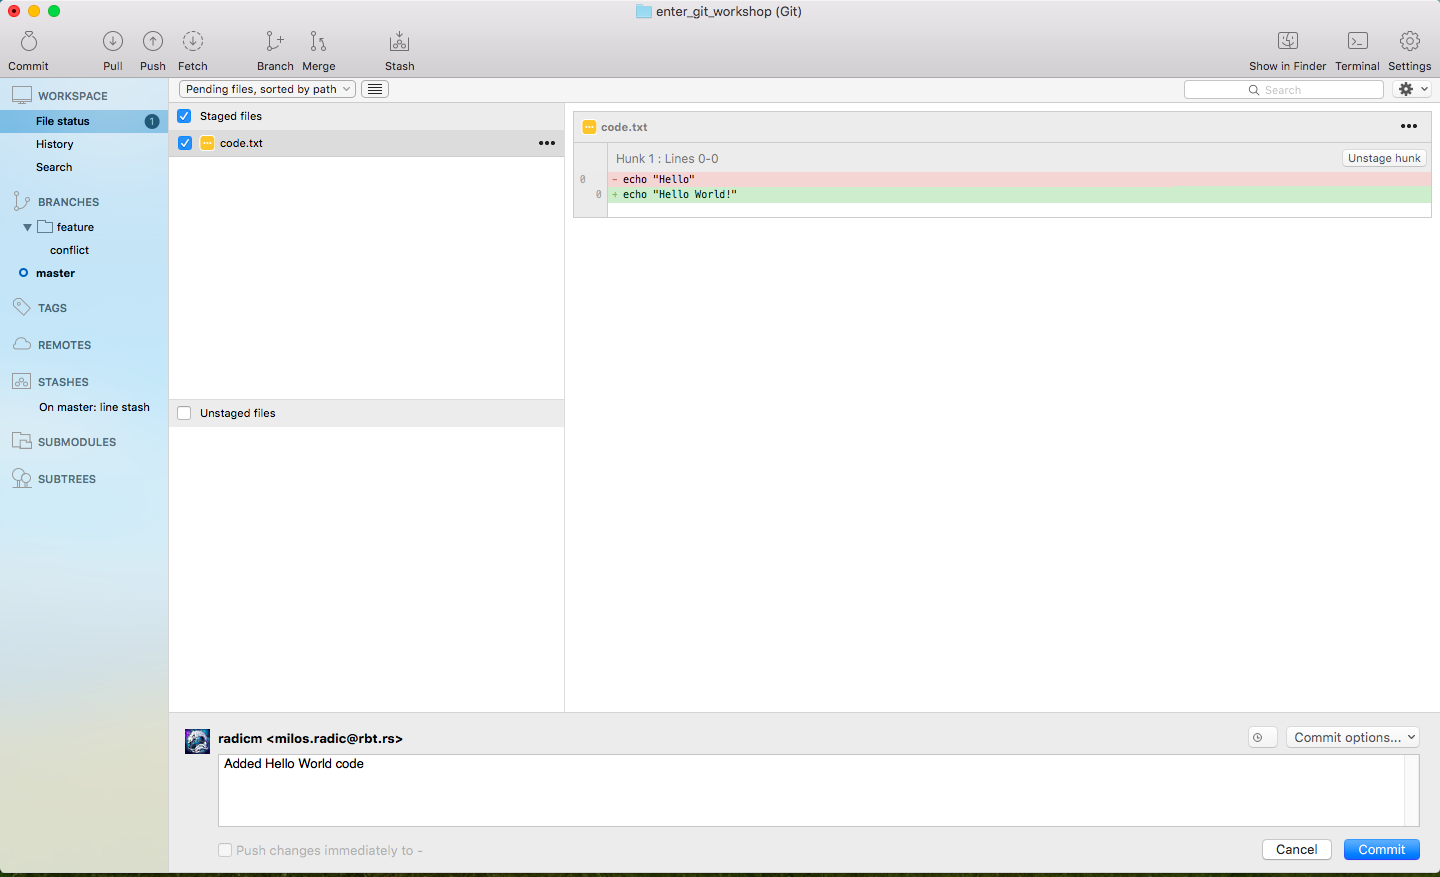 enter_git_workshop (Git)
Commit Pull Push Fetch Branch Merge Stash Show in Finder Terminal Settings
WORKSPACE
File status 1
History
Search
BRANCHES
feature
conflict
master
TAGS
REMOTES
STASHES
On master: line stash
SUBMODULES
SUBTREES
Pending files, sorted by path
Search
Staged files
code.txt
Unstaged files
code.txt
Hunk 1 : Lines 0-0
Unstage hunk
0 - echo "Hello"
0 + echo "Hello World!"
radicm <milos.radic@rbt.rs>
Commit options...
Added Hello World code
Push changes immediately to -
Cancel Commit